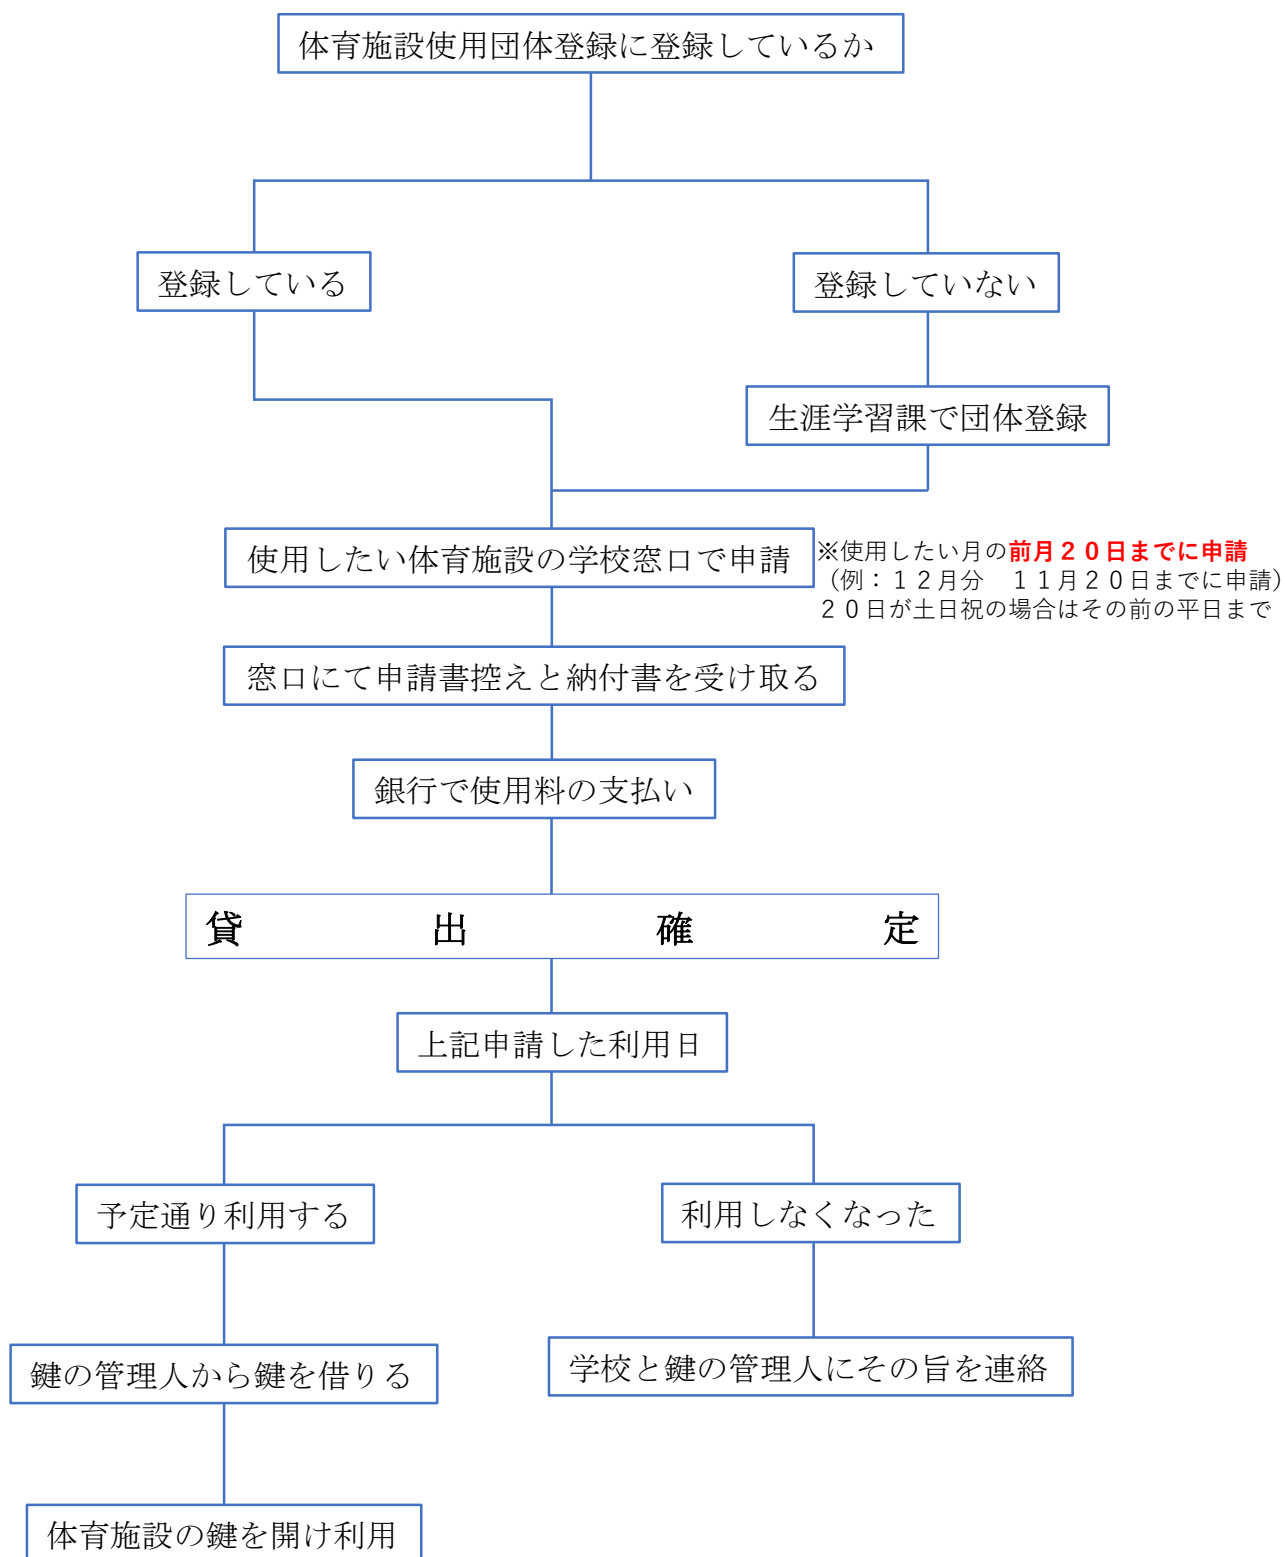 体育施設使用団体登録に登録しているか
登録している
登録していない
生涯学習課で団体登録
使用したい体育施設の学校窓口で申請
※使用したい月の前月２０日までに申請
（例：１２月分　１１月２０日までに申請）
２０日が土日祝の場合はその前の平日まで
窓口にて申請書控えと納付書を受け取る
銀行で使用料の支払い
貸出確定
上記申請した利用日
予定通り利用する
利用しなくなった
鍵の管理人から鍵を借りる
学校と鍵の管理人にその旨を連絡
体育施設の鍵を開け利用